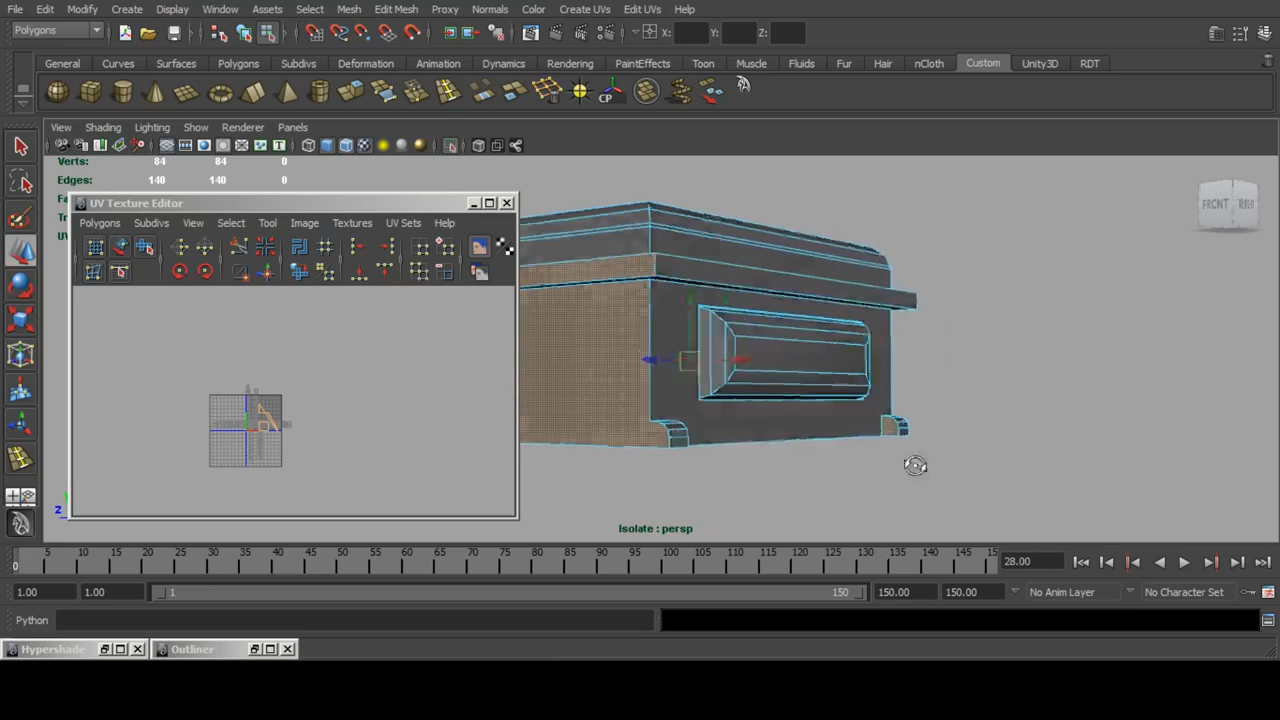 File Edit Modify Create Display Window Assets Select Mesh Edit Mesh Proxy Normals Color Create UVs Edit UVs Help
Polygons X: Y: Z:
General Curves Surfaces Polygons Subdivs Deformation Animation Dynamics Rendering PaintEffects Toon Muscle Fluids Fur Hair nCloth Custom Unity3D RDT
CP
View Shading Lighting Show Renderer Panels
Verts: 84 84 0
Edges: 140 140 0
UV Texture Editor
Polygons Subdivs View Select Tool Image Textures UV Sets Help
FRONT
Z
Isolate : persp
5 10 15 20 25 30 35 40 45 50 55 60 65 70 75 80 85 90 95 100 105 110 115 120 125 130 135 140 145 15
0
28.00
1.00 1.00 1 150 150.00 150.00 No Anim Layer No Character Set
Python
Hypershade Outliner